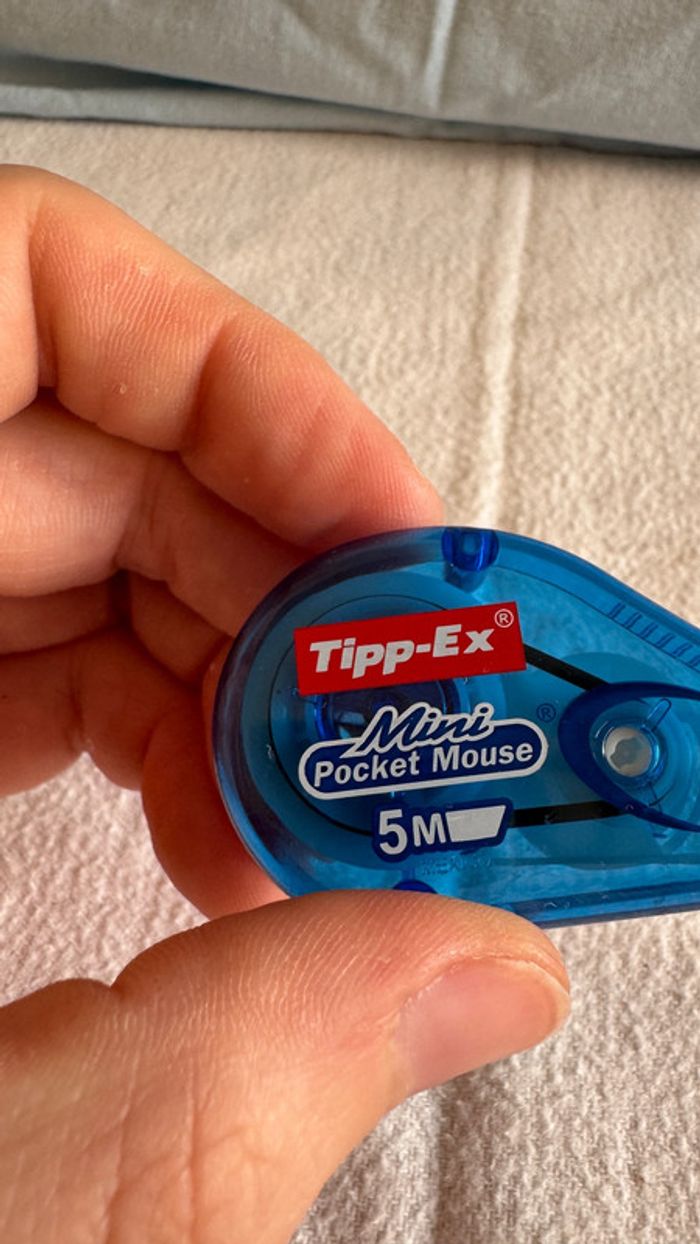 Tipp-Ex®
Mini ®
Pocket Mouse
5M